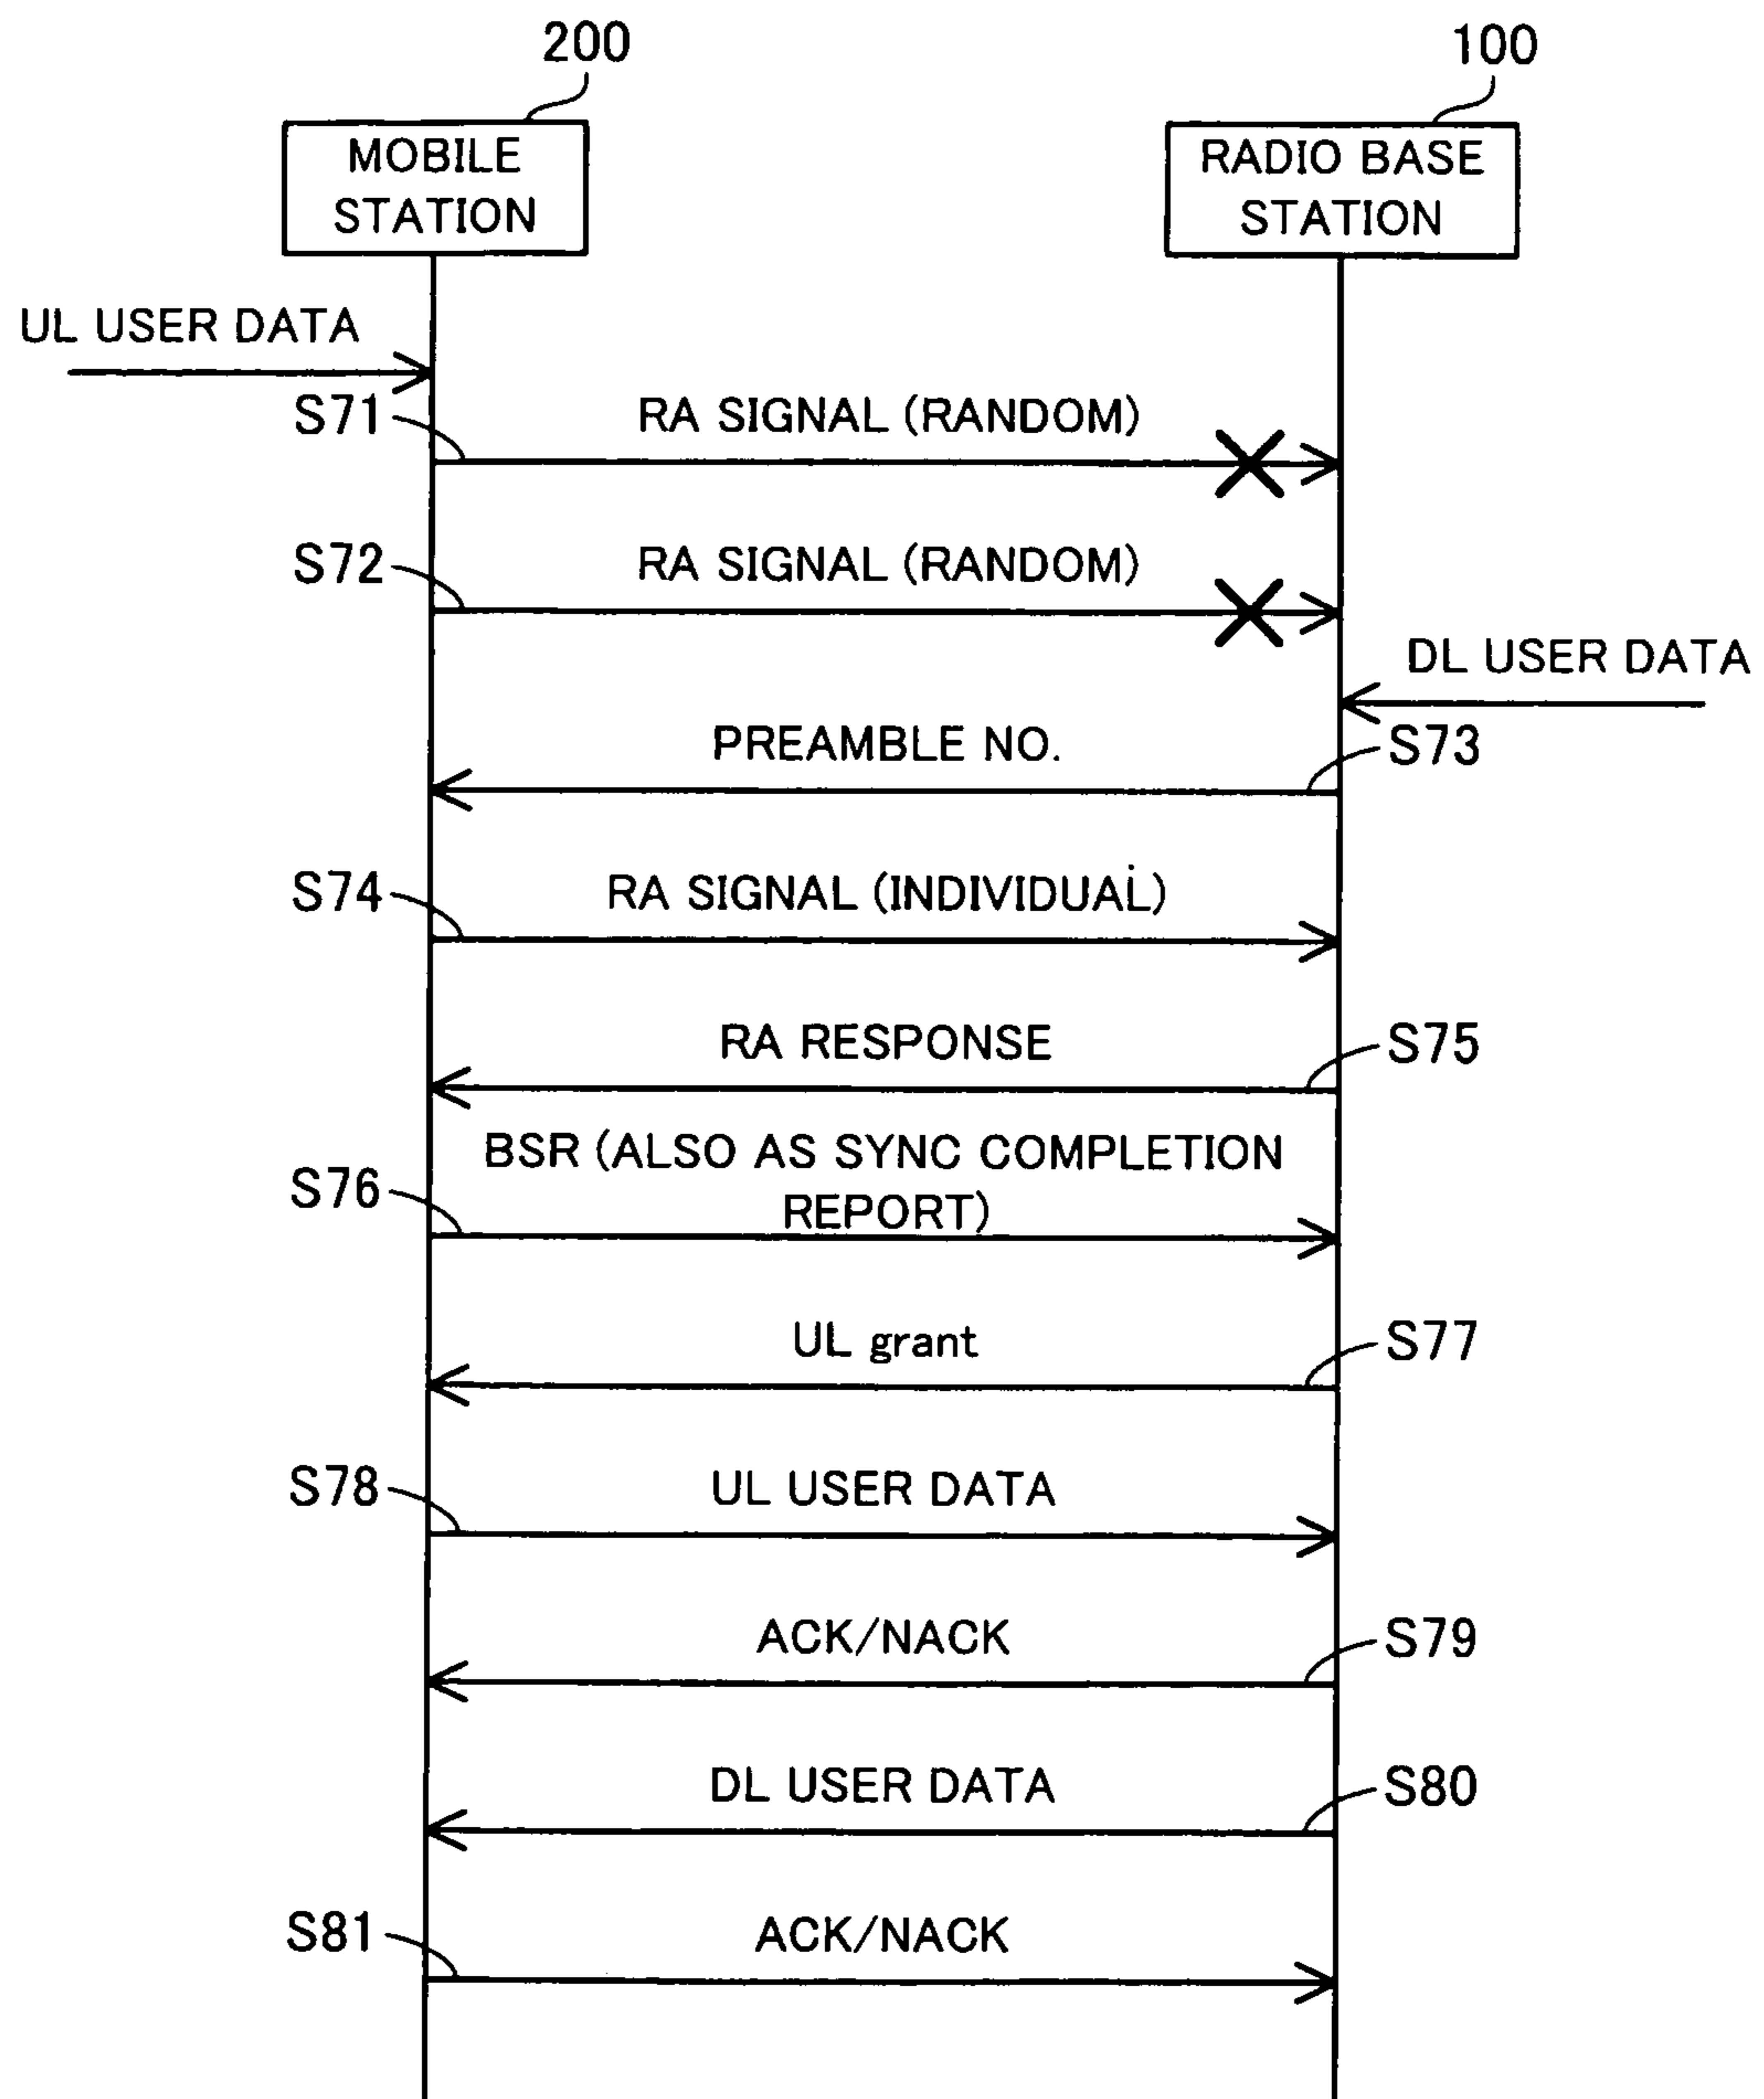 200
100
MOBILE
STATION
RADIO BASE
STATION
UL USER DATA
S71
RA SIGNAL (RANDOM)
S72
RA SIGNAL (RANDOM)
DL USER DATA
PREAMBLE NO.
S73
S74
RA SIGNAL (INDIVIDUAL)
RA RESPONSE
S75
BSR (ALSO AS SYNC COMPLETION
REPORT)
S76
UL grant
S77
S78
UL USER DATA
ACK/NACK
S79
DL USER DATA
S80
S81
ACK/NACK